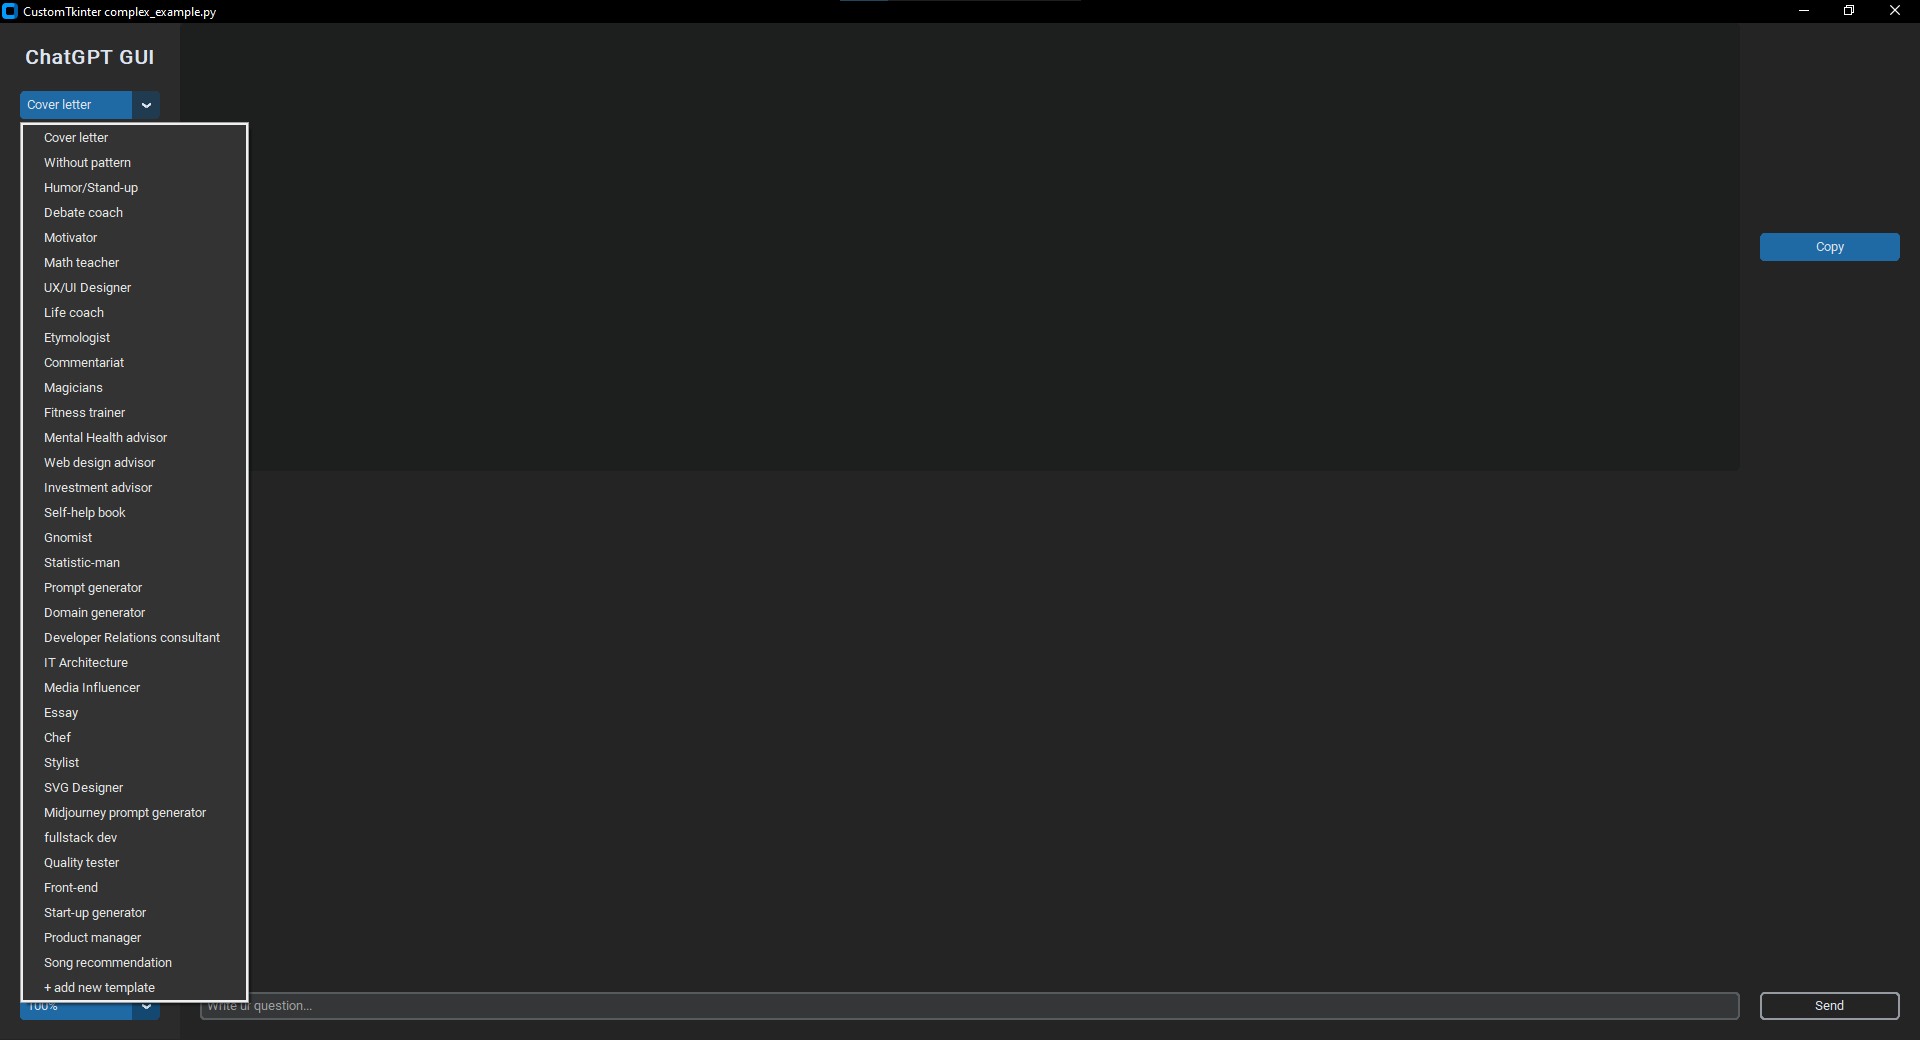 CustomTkinter complex_example.py
ChatGPT GUI
Cover letter
Cover letter
Without pattern
Humor/Stand-up
Debate coach
Motivator
Math teacher
UX/UI Designer
Life coach
Etymologist
Commentariat
Magicians
Fitness trainer
Mental Health advisor
Web design advisor
Investment advisor
Self-help book
Gnomist
Statistic-man
Prompt generator
Domain generator
Developer Relations consultant
IT Architecture
Media Influencer
Essay
Chef
Stylist
SVG Designer
Midjourney prompt generator
fullstack dev
Quality tester
Front-end
Start-up generator
Product manager
Song recommendation
+ add new template
Copy
100%
Write ur question...
Send